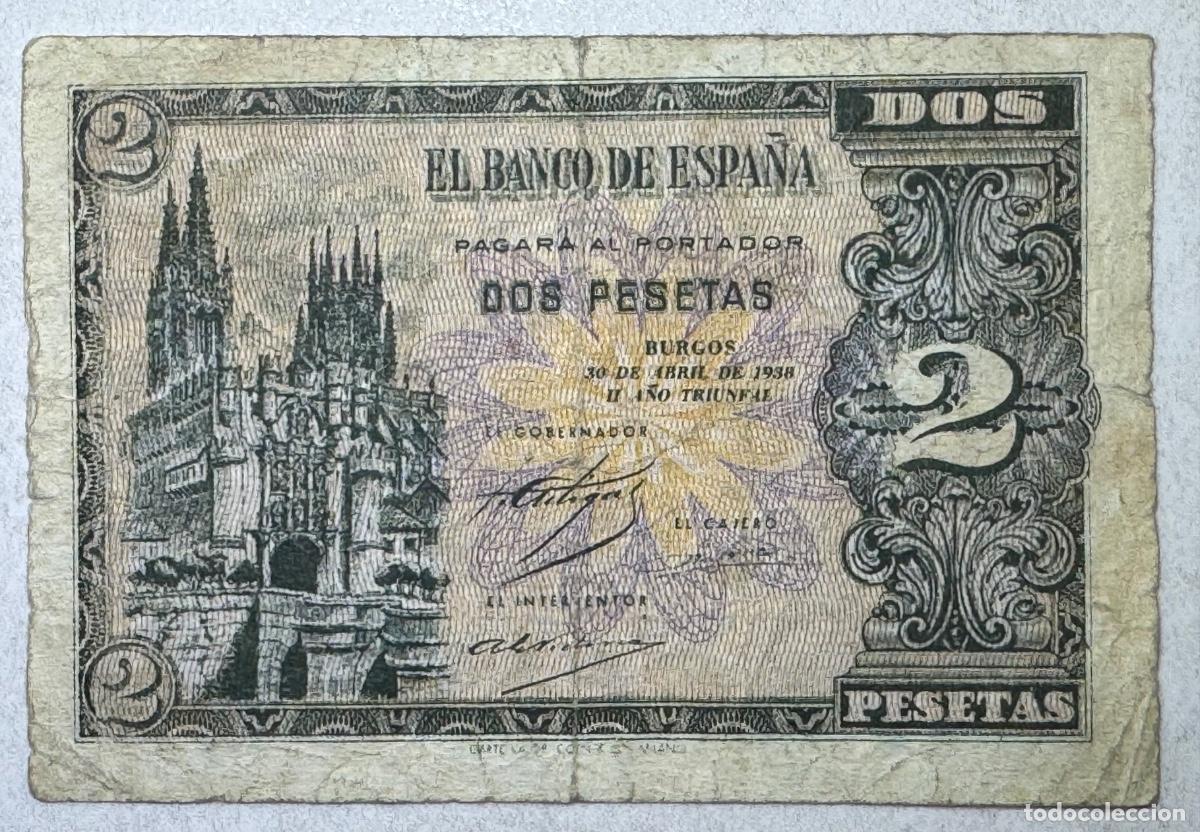 2
DOS
EL BANCO DE ESPAÑA
PAGARÁ AL PORTADOR
DOS PESETAS
BURGOS
30 DE ABRIL DE 1938
II AÑO TRIUNFAL
EL GOBERNADOR
2
EL CAJERO
EL INTERVENTOR
2
PESETAS
todocoleccion